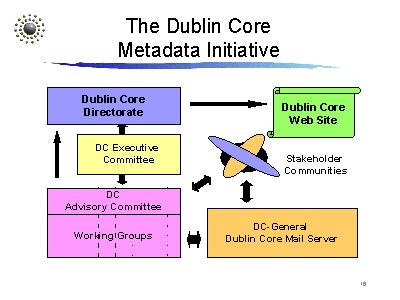 The Dublin Core
Metadata Initiative
Dublin Core
Directorate
Dublin Core
Web Site
DC Executive
Committee
Stakeholder
Communities
DC
Advisory Committee
Working Groups
DC-General
Dublin Core Mail Server
16